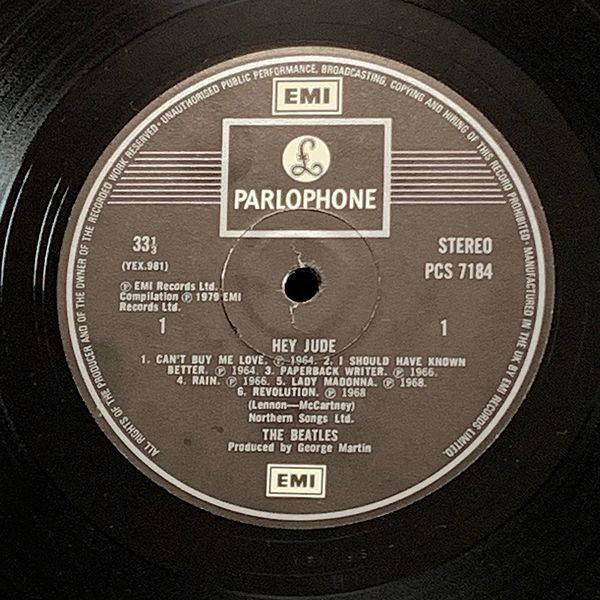 ALL RIGHTS OF THE PRODUCER AND OF THE OWNER OF THE RECORDED WORK RESERVED • UNAUTHORISED PUBLIC PERFORMANCE, BROADCASTING, COPYING AND HIRING OF THIS RECORD PROHIBITED • MANUFACTURED IN THE UK BY EMI RECORDS LIMITED.
EMI
£
PARLOPHONE
33⅓
(YEX.981)
STEREO
PCS 7184
℗ EMI Records Ltd.
Compilation ℗ 1979 EMI
Records Ltd.
1
1
HEY JUDE
1. CAN'T BUY ME LOVE. ℗ 1964. 2. I SHOULD HAVE KNOWN
BETTER. ℗ 1964. 3. PAPERBACK WRITER. ℗ 1966.
4. RAIN. ℗ 1966. 5. LADY MADONNA. ℗ 1968.
6. REVOLUTION. ℗ 1968
(Lennon—McCartney)
Northern Songs Ltd.
THE BEATLES
Produced by George Martin
EMI